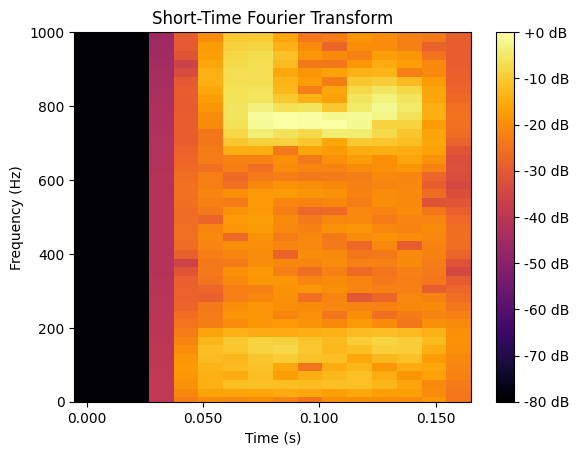 Short-Time Fourier Transform
1000
800
600
400
200
0
Frequency (Hz)
0.000
0.050
0.100
0.150
Time (s)
+0 dB
-10 dB
-20 dB
-30 dB
-40 dB
-50 dB
-60 dB
-70 dB
-80 dB